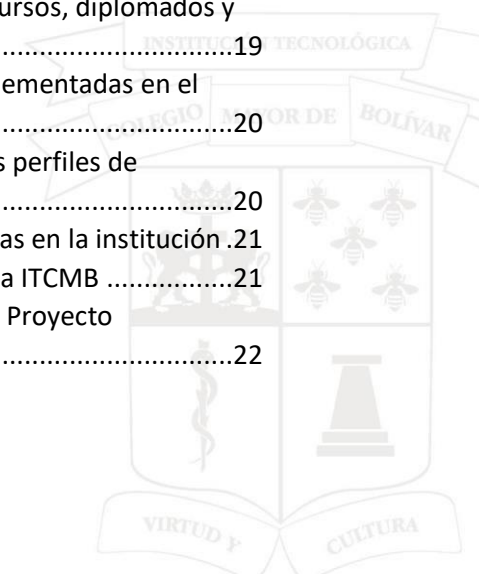 ursos, diplomados y
........................................19
ementadas en el
........................................20
s perfiles de
........................................20
as en la institución .21
a ITCMB .................21
Proyecto
........................................22
INSTITUCIÓN TECNOLÓGICA
COLEGIO MAYOR DE BOLÍVAR
VIRTUD Y CULTURA